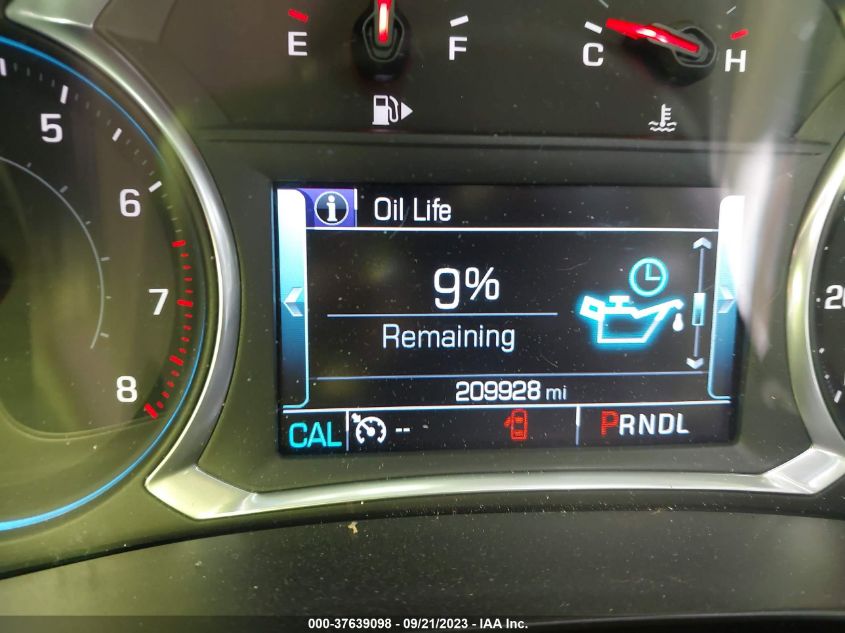 E F C H
5
6
7
8
Oil Life
9%
Remaining
209928 mi
CAL -- PRNDL
20
000-37639098 - 09/21/2023 - IAA Inc.